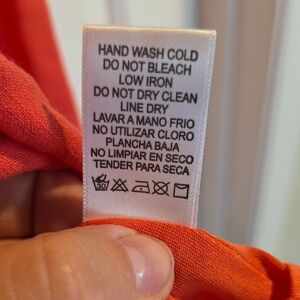 HAND WASH COLD
DO NOT BLEACH
LOW IRON
DO NOT DRY CLEAN
LINE DRY
LAVAR A MANO FRIO
NO UTILIZAR CLORO
PLANCHA BAJA
NO LIMPIAR EN SECO
TENDER PARA SECA
30